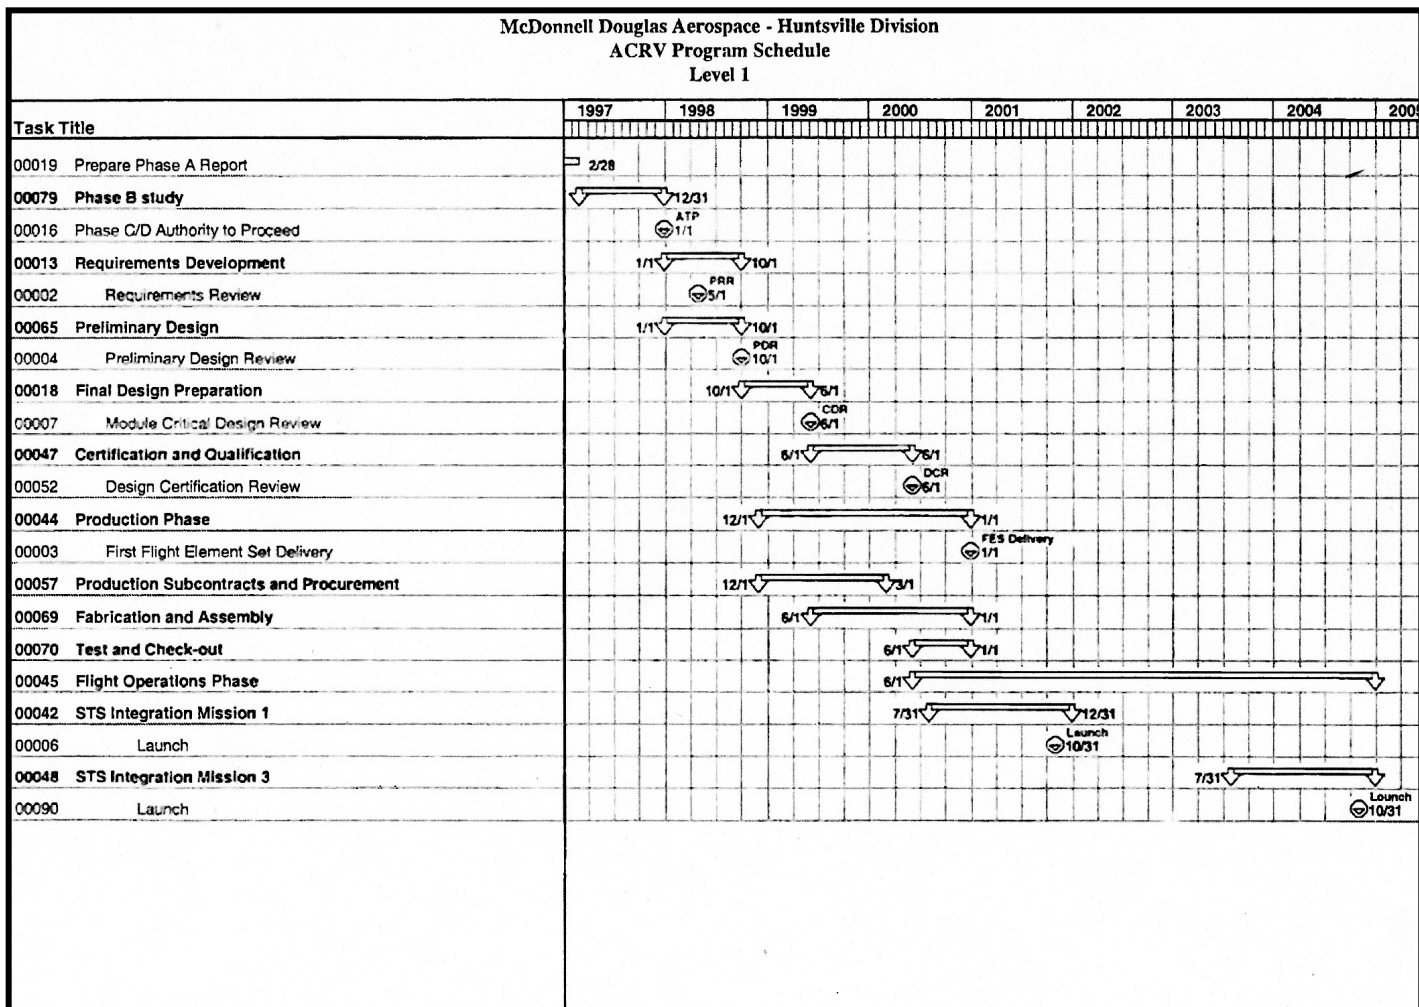 McDonnell Douglas Aerospace - Huntsville Division
ACRV Program Schedule
Level 1
1997 1998 1999 2000 2001 2002 2003 2004 2005
Task Title
00019 Prepare Phase A Report 2/28
00079 Phase B study 12/31
ATP
00016 Phase C/D Authority to Proceed 1/1
00013 Requirements Development 1/1 10/1
PRR
00002 Requirements Review 5/1
00065 Preliminary Design 1/1 10/1
PDR
00004 Preliminary Design Review 10/1
00018 Final Design Preparation 10/1 6/1
CDR
00007 Module Critical Design Review 6/1
00047 Certification and Qualification 6/1 6/1
DCR
00052 Design Certification Review 6/1
00044 Production Phase 12/1 1/1
FES Delivery
00003 First Flight Element Set Delivery 1/1
00057 Production Subcontracts and Procurement 12/1 3/1
00069 Fabrication and Assembly 6/1 1/1
00070 Test and Check-out 6/1 1/1
00045 Flight Operations Phase 6/1
00042 STS Integration Mission 1 7/31 12/31
Launch
00006 Launch 10/31
00048 STS Integration Mission 3 7/31
Launch
00090 Launch 10/31